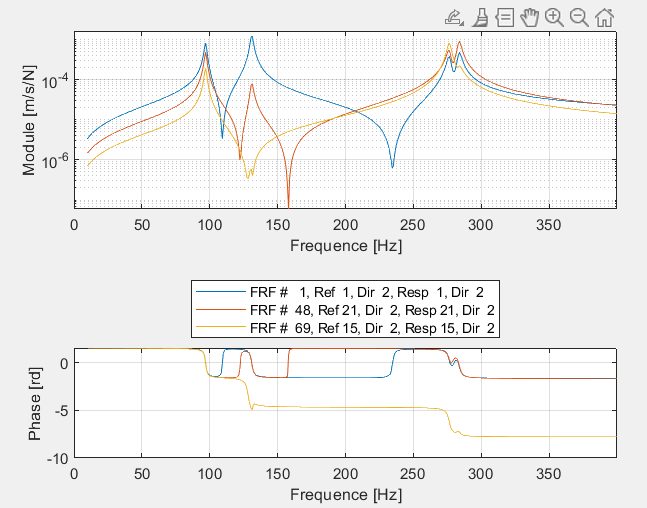 10^-4
10^-6
Module [m/s/N]
0 50 100 150 200 250 300 350
Frequence [Hz]
FRF #   1, Ref  1, Dir  2, Resp  1, Dir  2
FRF #  48, Ref 21, Dir  2, Resp 21, Dir  2
FRF #  69, Ref 15, Dir  2, Resp 15, Dir  2
0
-5
-10
Phase [rd]
0 50 100 150 200 250 300 350
Frequence [Hz]